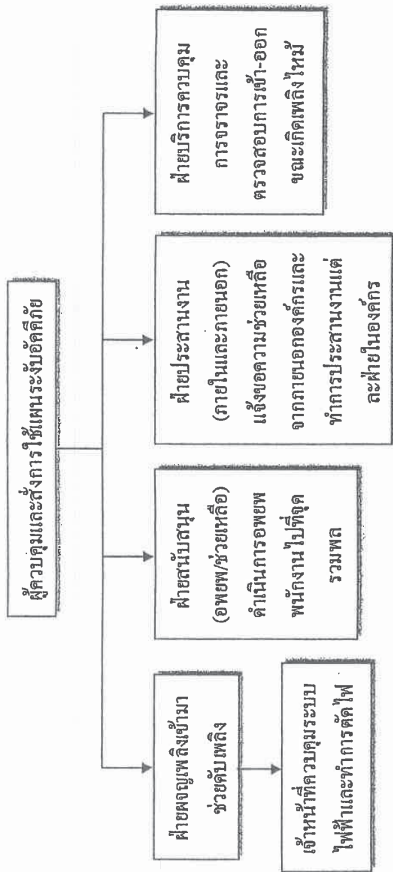 ผู้ควบคุมและสั่งการใช้แผนระงับอัคคีภัย
ฝ่ายผจญเพลิงเข้ามา
ช่วยดับเพลิง
เจ้าหน้าที่ควบคุมระบบ
ไฟฟ้าและทำการตัดไฟ
ฝ่ายสนับสนุน
(อพยพ/ช่วยเหลือ)
ดำเนินการอพยพ
พนักงานไปที่จุด
รวมพล
ฝ่ายประสานงาน
(ภายในและภายนอก)
แจ้งขอความช่วยเหลือ
จากภายนอกองค์กรและ
ทำการประสานงานแต่
ละฝ่ายในองค์กร
ฝ่ายบริการควบคุม
การจราจรและ
ตรวจสอบการเข้า-ออก
ขณะเกิดเพลิงไหม้